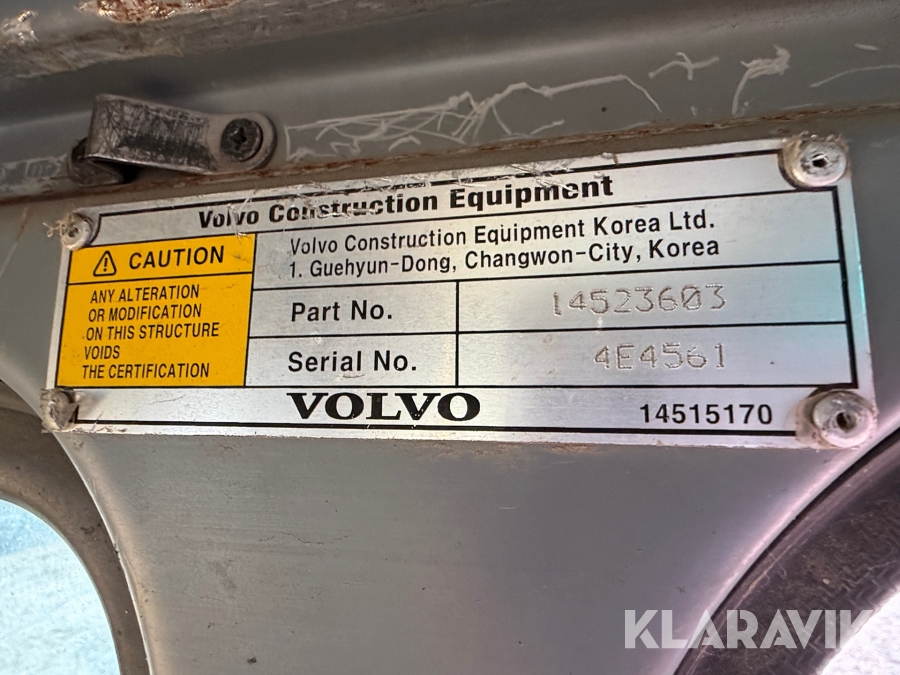 Volvo Construction Equipment
CAUTION
ANY ALTERATION
OR MODIFICATION
ON THIS STRUCTURE
VOIDS
THE CERTIFICATION
Volvo Construction Equipment Korea Ltd.
1. Guehyun-Dong, Changwon-City, Korea
Part No. 14523603
Serial No. 4E4561
VOLVO 14515170
KLARAVIK